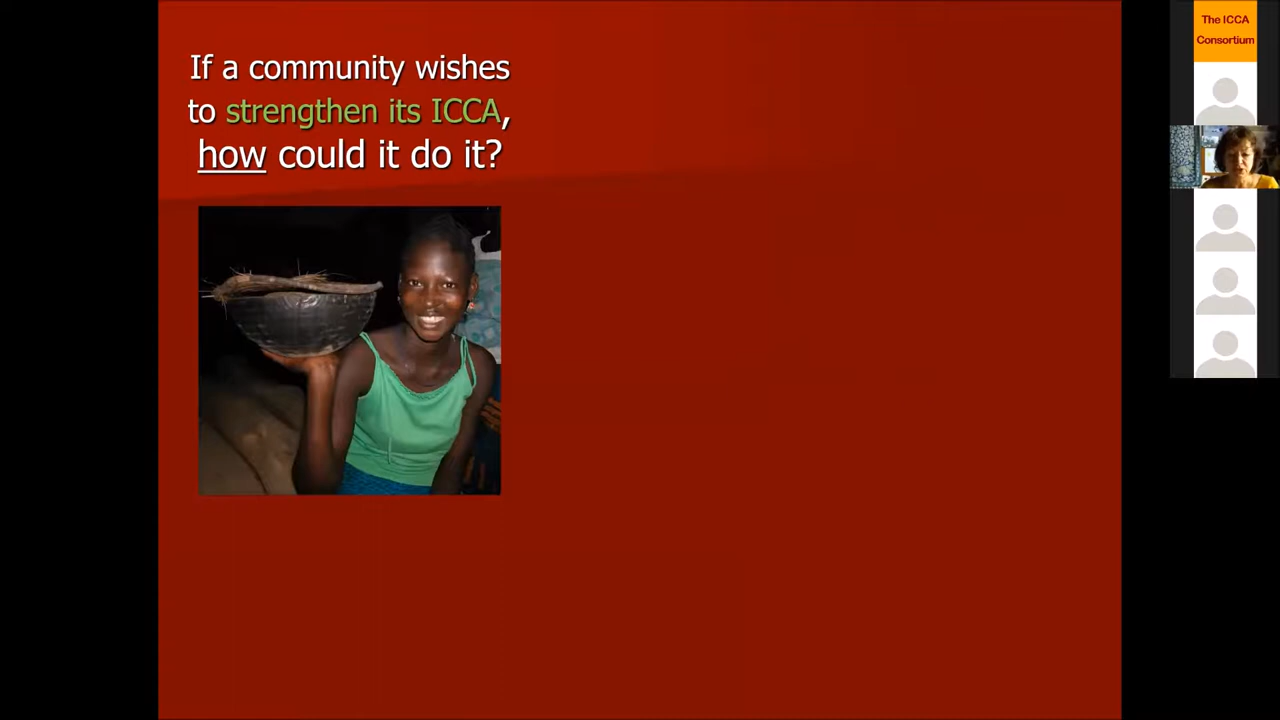 If a community wishes
to strengthen its ICCA,
how could it do it?
The ICCA
Consortium